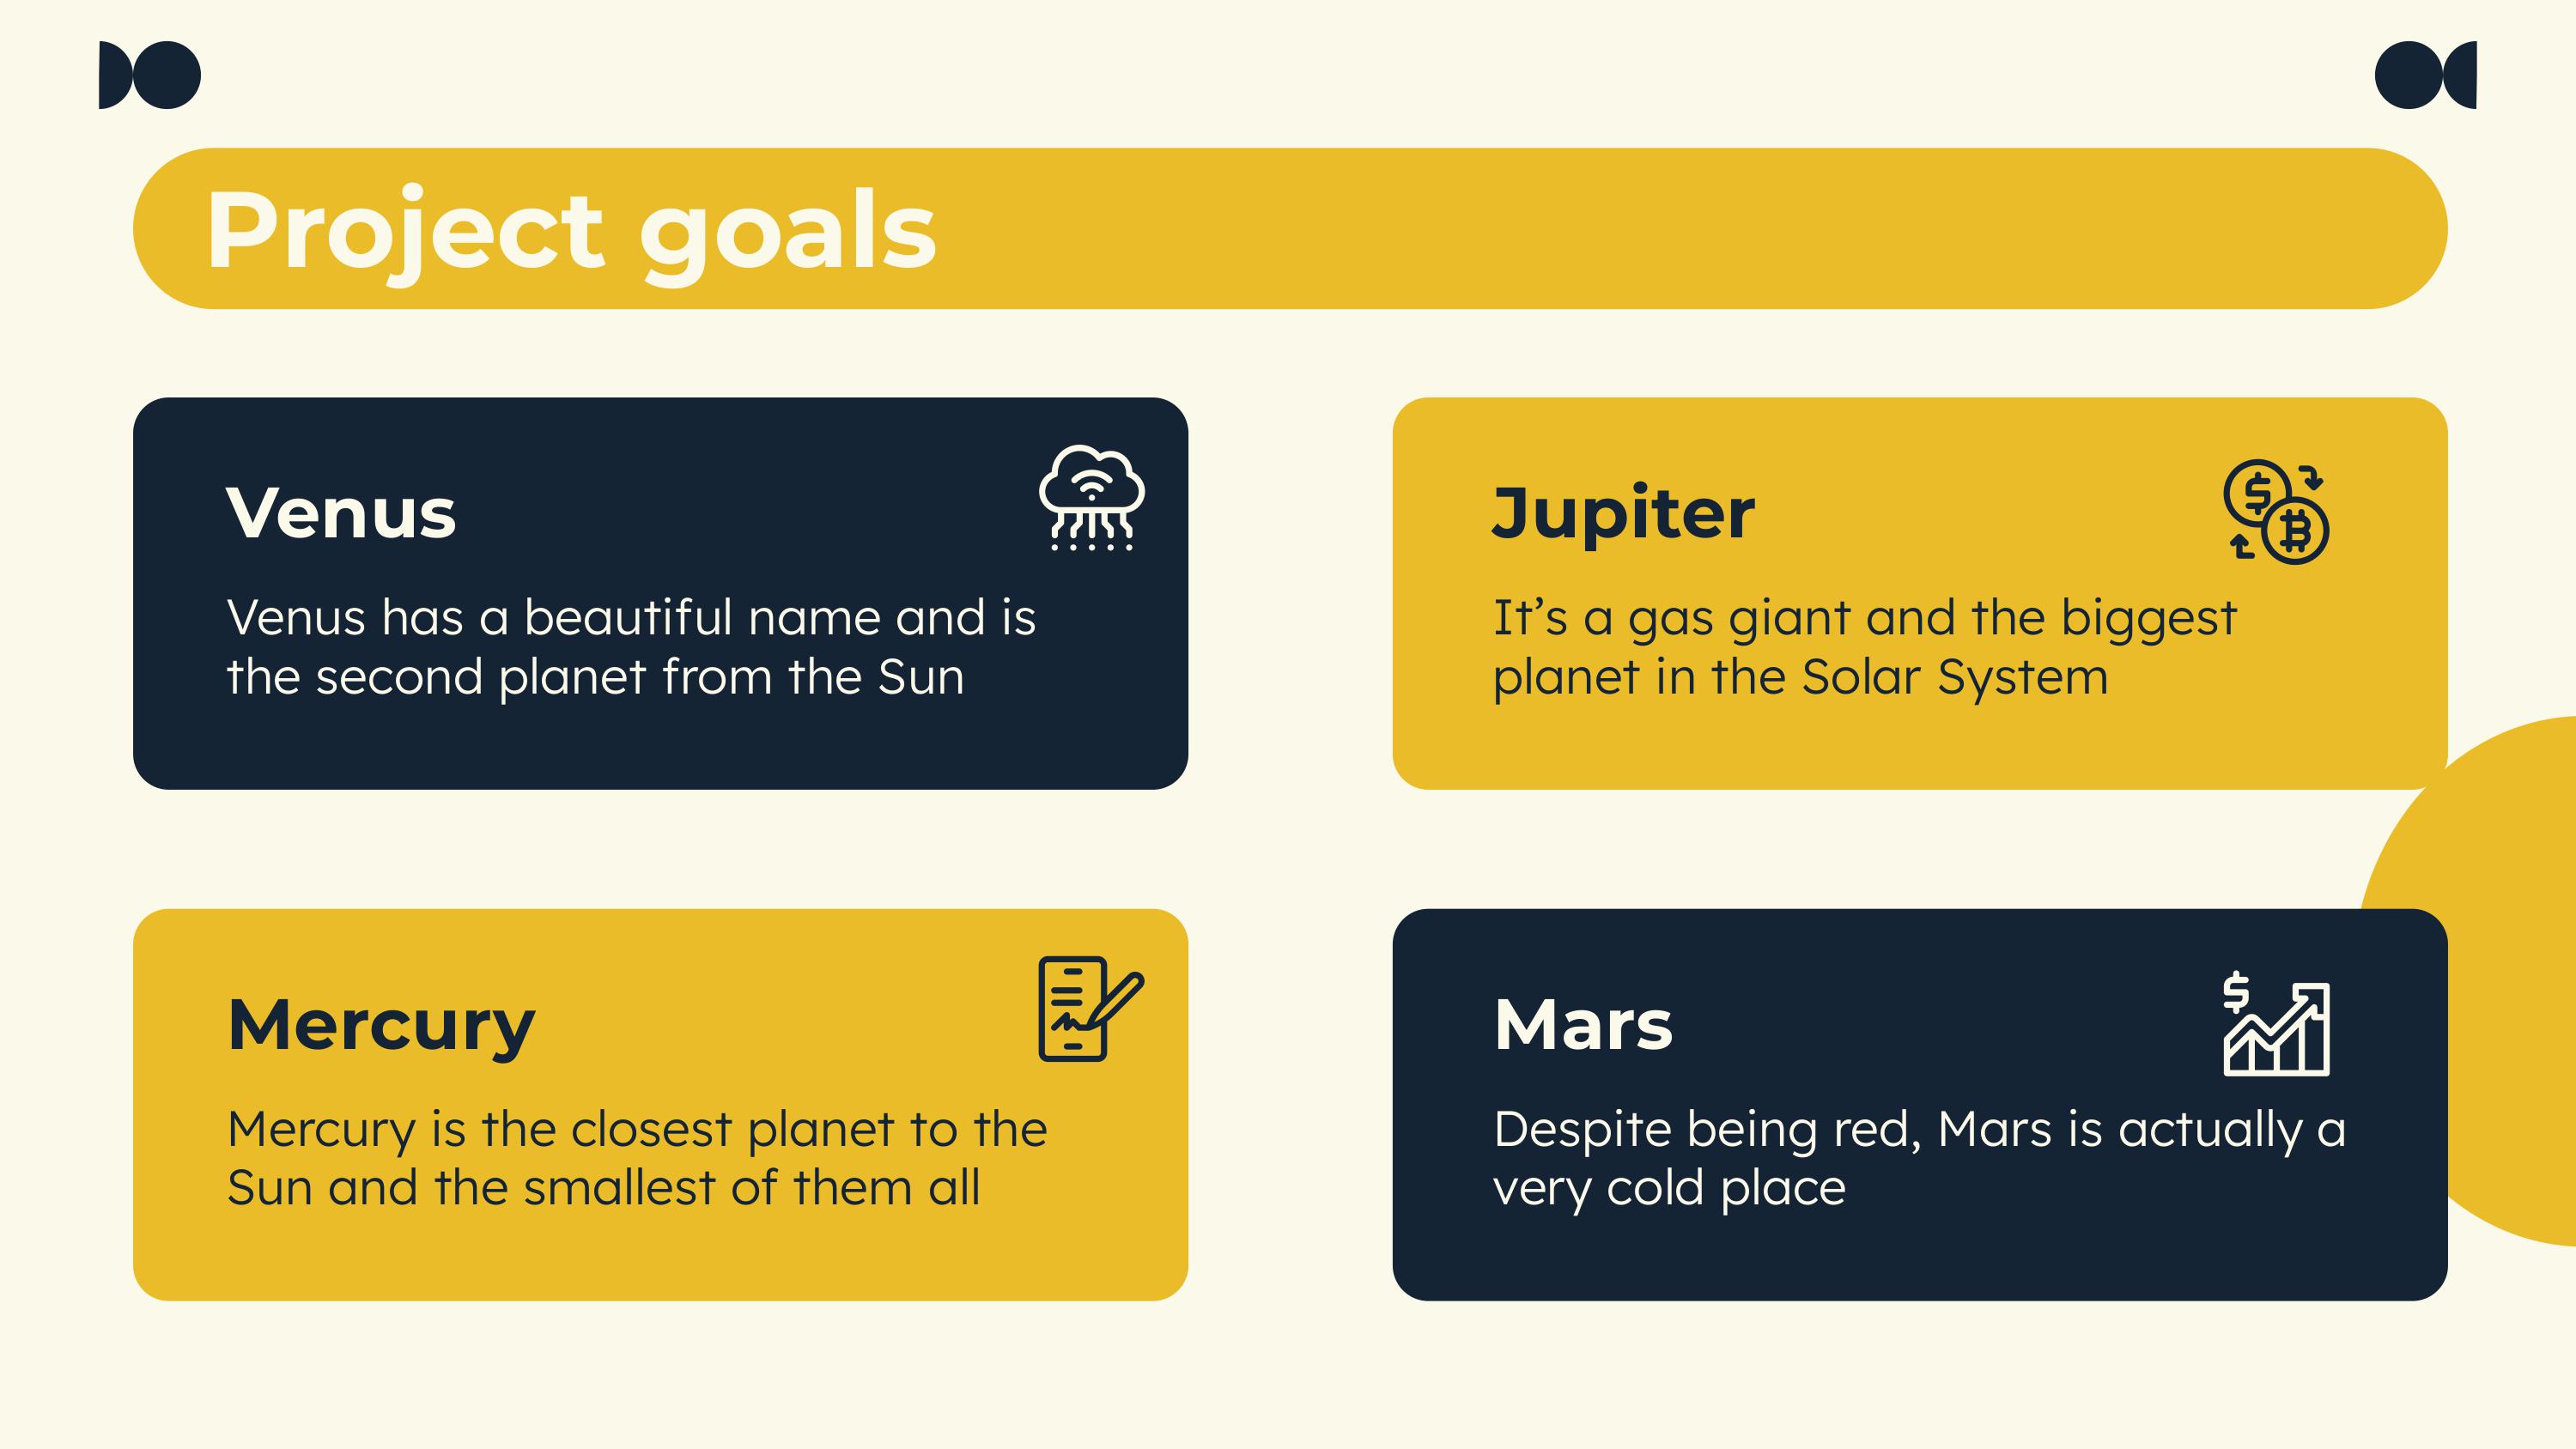 Project goals
Venus
Venus has a beautiful name and is
the second planet from the Sun
Jupiter
It’s a gas giant and the biggest
planet in the Solar System
Mercury
Mercury is the closest planet to the
Sun and the smallest of them all
Mars
Despite being red, Mars is actually a
very cold place